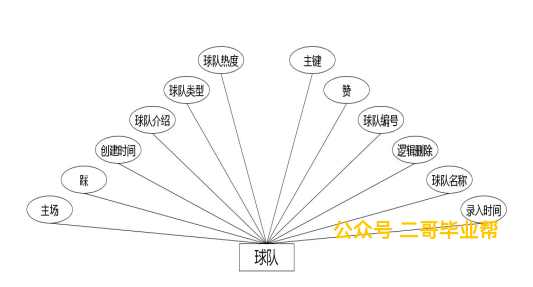 球队热度
主键
球队类型
赞
球队介绍
球队编号
创建时间
逻辑删除
踩
球队名称
主场
录入时间
公众号 二哥毕业帮
球队